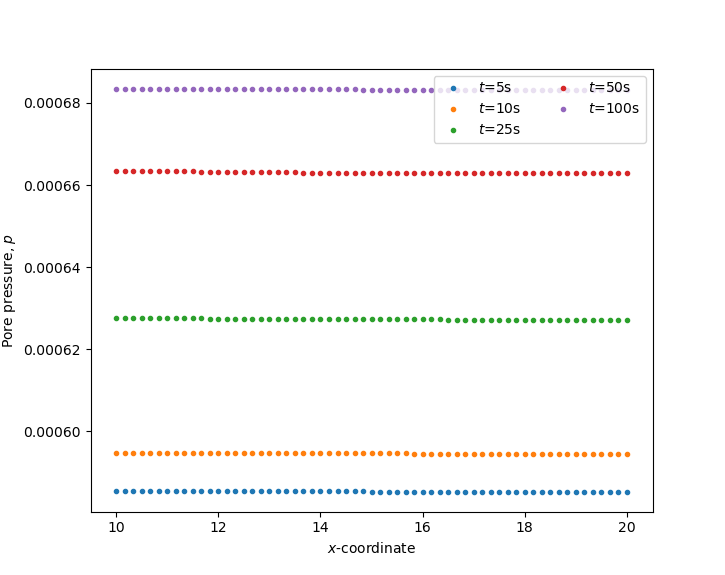 0.00068
0.00066
0.00064
0.00062
0.00060
Pore pressure, p
10 12 14 16 18 20
x-coordinate
t=5s
t=10s
t=25s
t=50s
t=100s